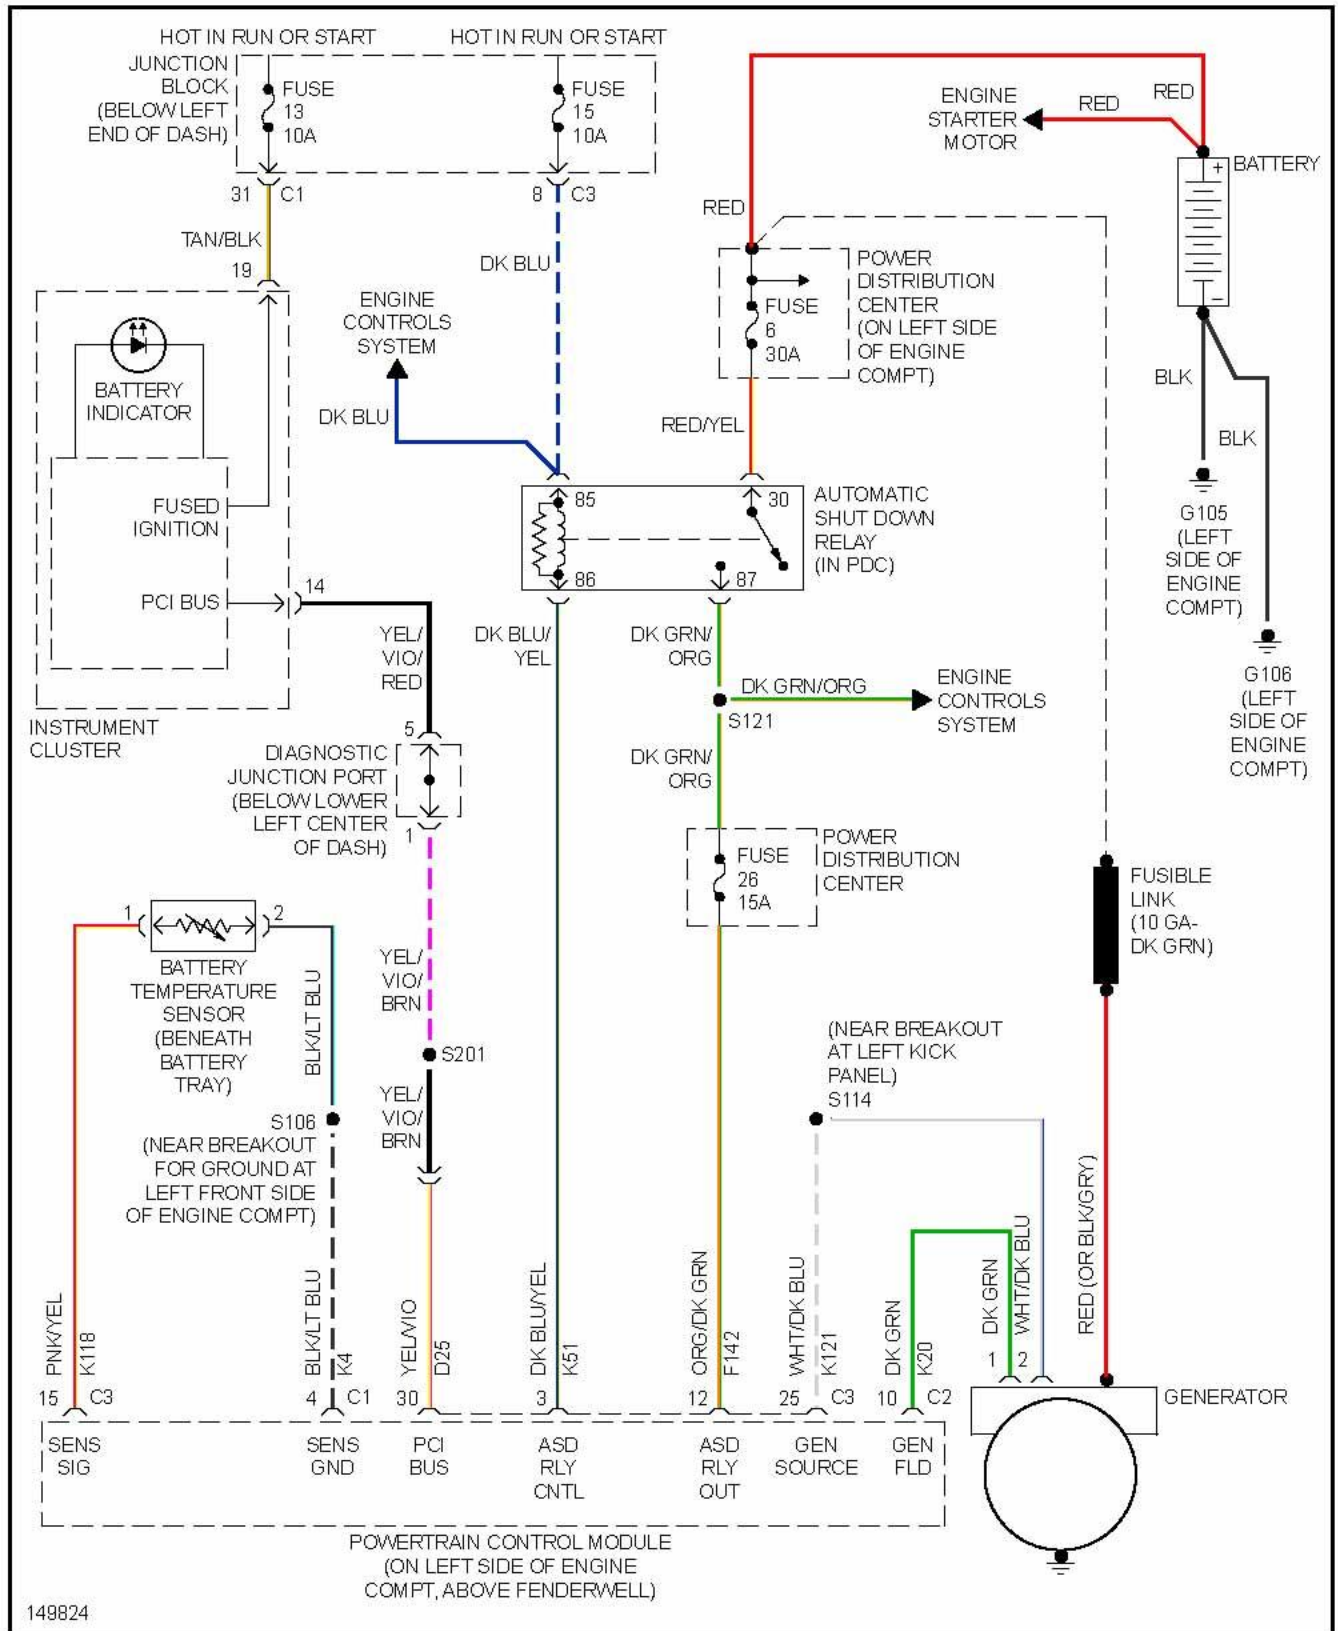 HOT IN RUN OR START
HOT IN RUN OR START
JUNCTION
BLOCK
(BELOW LEFT
END OF DASH)
FUSE
13
10A
FUSE
15
10A
31 C1
8 C3
TAN/BLK
19
DK BLU
ENGINE
CONTROLS
SYSTEM
DK BLU
BATTERY
INDICATOR
FUSED
IGNITION
PCI BUS
14
INSTRUMENT
CLUSTER
RED
ENGINE
STARTER
MOTOR
RED
RED
BATTERY
+
−
POWER
DISTRIBUTION
CENTER
(ON LEFT SIDE
OF ENGINE
COMPT)
FUSE
6
30A
RED/YEL
BLK
BLK
G105
(LEFT
SIDE OF
ENGINE
COMPT)
G106
(LEFT
SIDE OF
ENGINE
COMPT)
85
30
86
87
AUTOMATIC
SHUT DOWN
RELAY
(IN PDC)
YEL/
VIO/
RED
DK BLU/
YEL
DK GRN/
ORG
DK GRN/ORG
S121
ENGINE
CONTROLS
SYSTEM
DK GRN/
ORG
5
DIAGNOSTIC
JUNCTION PORT
(BELOW LOWER
LEFT CENTER
OF DASH)
1
FUSE
26
15A
POWER
DISTRIBUTION
CENTER
FUSIBLE
LINK
(10 GA-
DK GRN)
1
2
BATTERY
TEMPERATURE
SENSOR
(BENEATH
BATTERY
TRAY)
BLK/LT BLU
YEL/
VIO/
BRN
S201
YEL/
VIO/
BRN
S106
(NEAR BREAKOUT
FOR GROUND AT
LEFT FRONT SIDE
OF ENGINE COMPT)
(NEAR BREAKOUT
AT LEFT KICK
PANEL)
S114
PNK/YEL
K118
BLK/LT BLU
K4
YEL/VIO
D25
DK BLU/YEL
K51
ORG/DK GRN
F142
WHT/DK BLU
K121
DK GRN
K20
DK GRN
WHT/DK BLU
RED (OR BLK/GRY)
1 2
15 C3
4 C1
30
3
12
25 C3
10 C2
GENERATOR
SENS
SIG
SENS
GND
PCI
BUS
ASD
RLY
CNTL
ASD
RLY
OUT
GEN
SOURCE
GEN
FLD
POWERTRAIN CONTROL MODULE
(ON LEFT SIDE OF ENGINE
COMPT, ABOVE FENDERWELL)
149824